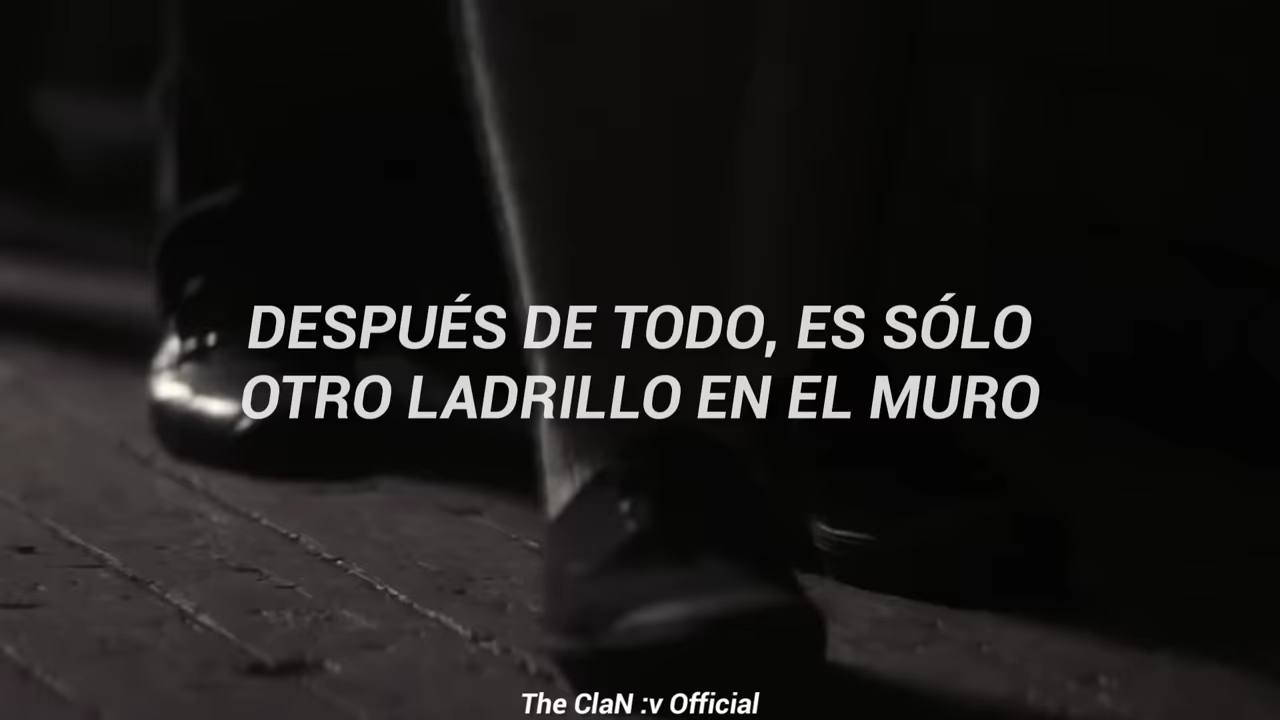 DESPUÉS DE TODO, ES SÓLO
OTRO LADRILLO EN EL MURO
The ClaN :v Official